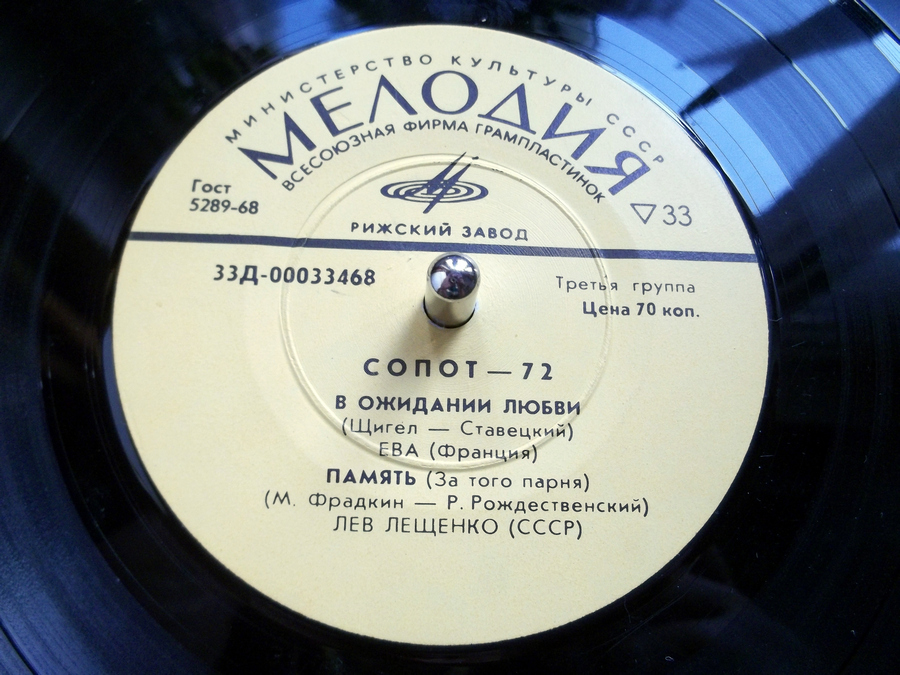 МИНИСТЕРСТВО КУЛЬТУРЫ СССР
МЕЛОДИЯ
ВСЕСОЮЗНАЯ ФИРМА ГРАМПЛАСТИНОК
Гост
5289-68
▽33
РИЖСКИЙ ЗАВОД
33Д-00033468
Третья группа
Цена 70 коп.
СОПОТ — 72
В ОЖИДАНИИ ЛЮБВИ
(Щигел — Ставецкий)
ЕВА (Франция)
ПАМЯТЬ (За того парня)
(М. Фрадкин — Р. Рождественский)
ЛЕВ ЛЕЩЕНКО (СССР)